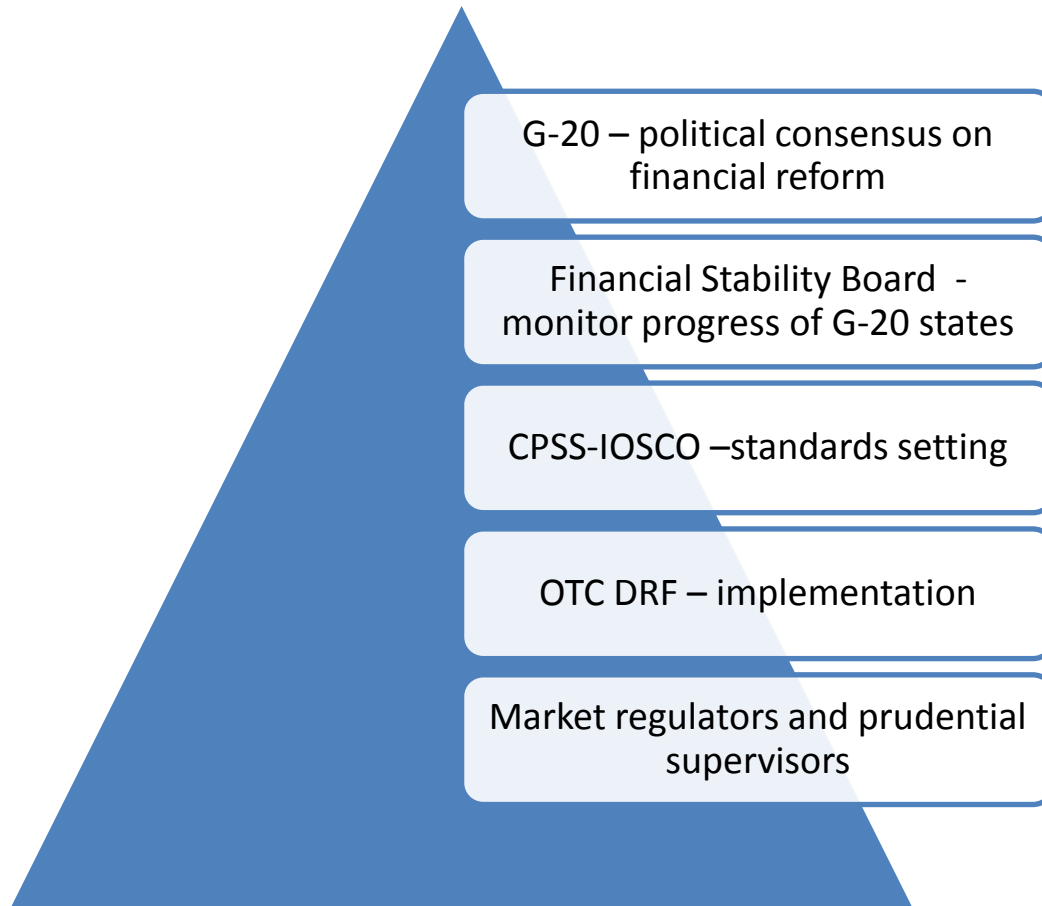 G-20 – political consensus on
financial reform
Financial Stability Board  -
monitor progress of G-20 states
CPSS-IOSCO –standards setting
OTC DRF – implementation
Market regulators and prudential
supervisors